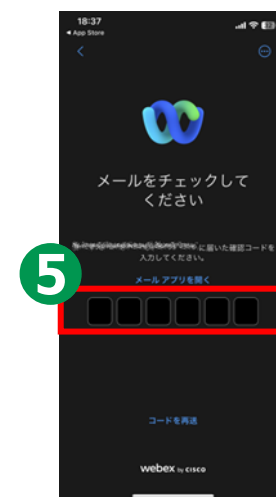 18:37
App Store
メールをチェックして
ください
に届いた確認コードを
入力してください。
5
メール アプリを開く
コードを再送
webex by CISCO